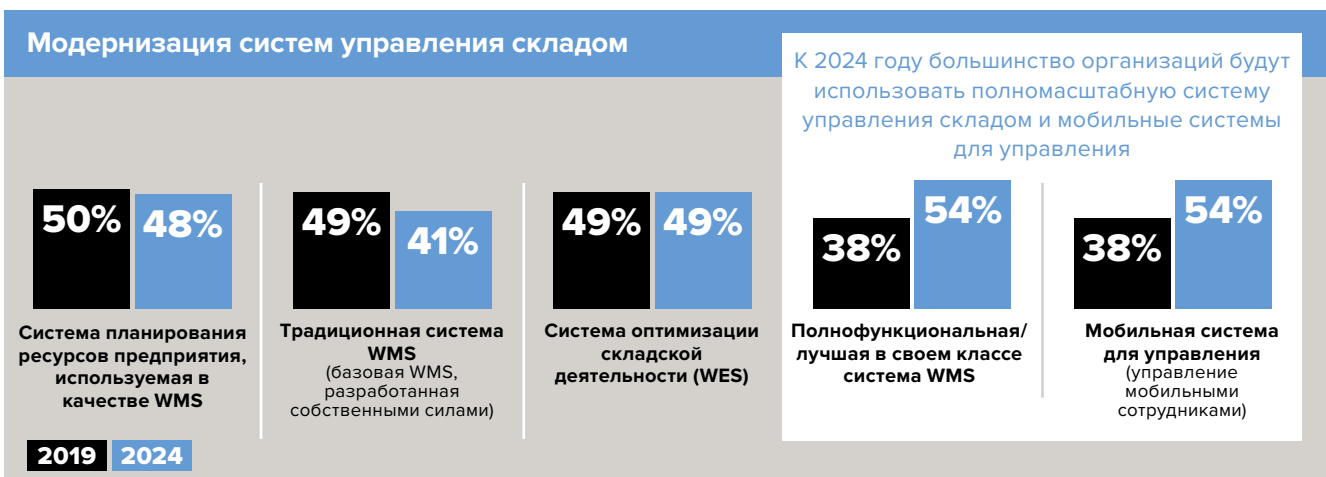 Модернизация систем управления складом
К 2024 году большинство организаций будут
использовать полномасштабную систему
управления складом и мобильные системы
для управления
50%
48%
Система планирования
ресурсов предприятия,
используемая в
качестве WMS
49%
41%
Традиционная система
WMS
(базовая WMS,
разработанная
собственными силами)
49%
49%
Система оптимизации
складской
деятельности (WES)
38%
54%
Полнофункциональная/
лучшая в своем классе
система WMS
38%
54%
Мобильная система
для управления
(управление
мобильными
сотрудниками)
2019
2024